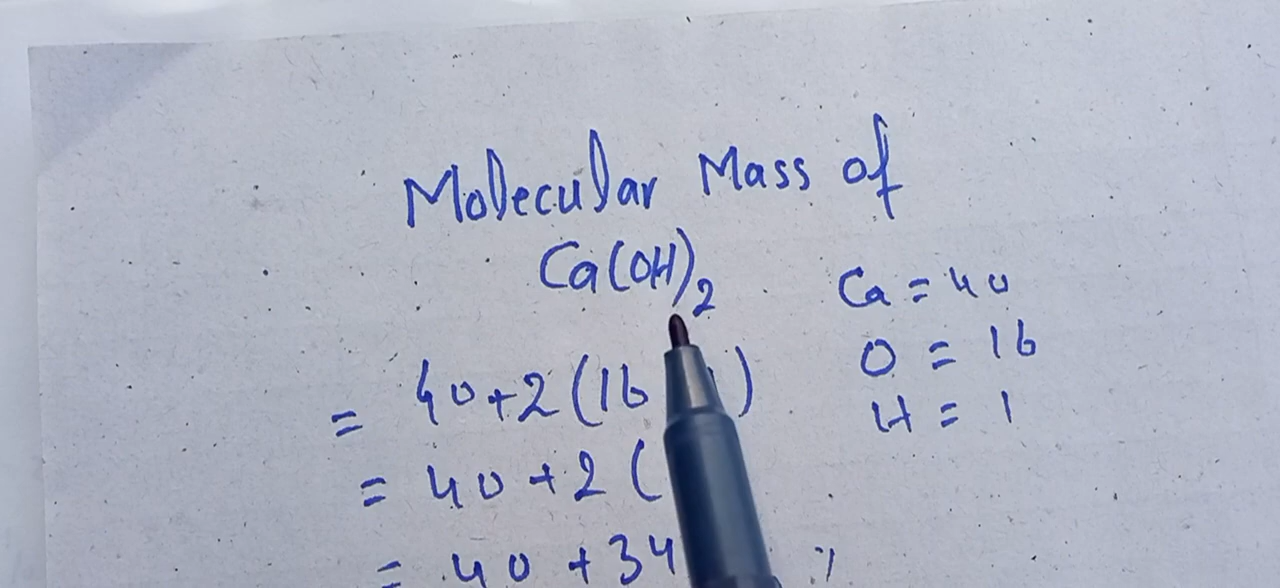 Molecular Mass of
Ca(OH)2
Ca = 40
O = 16
H = 1
= 40+2(16 )
= 40+2(
= 40+34